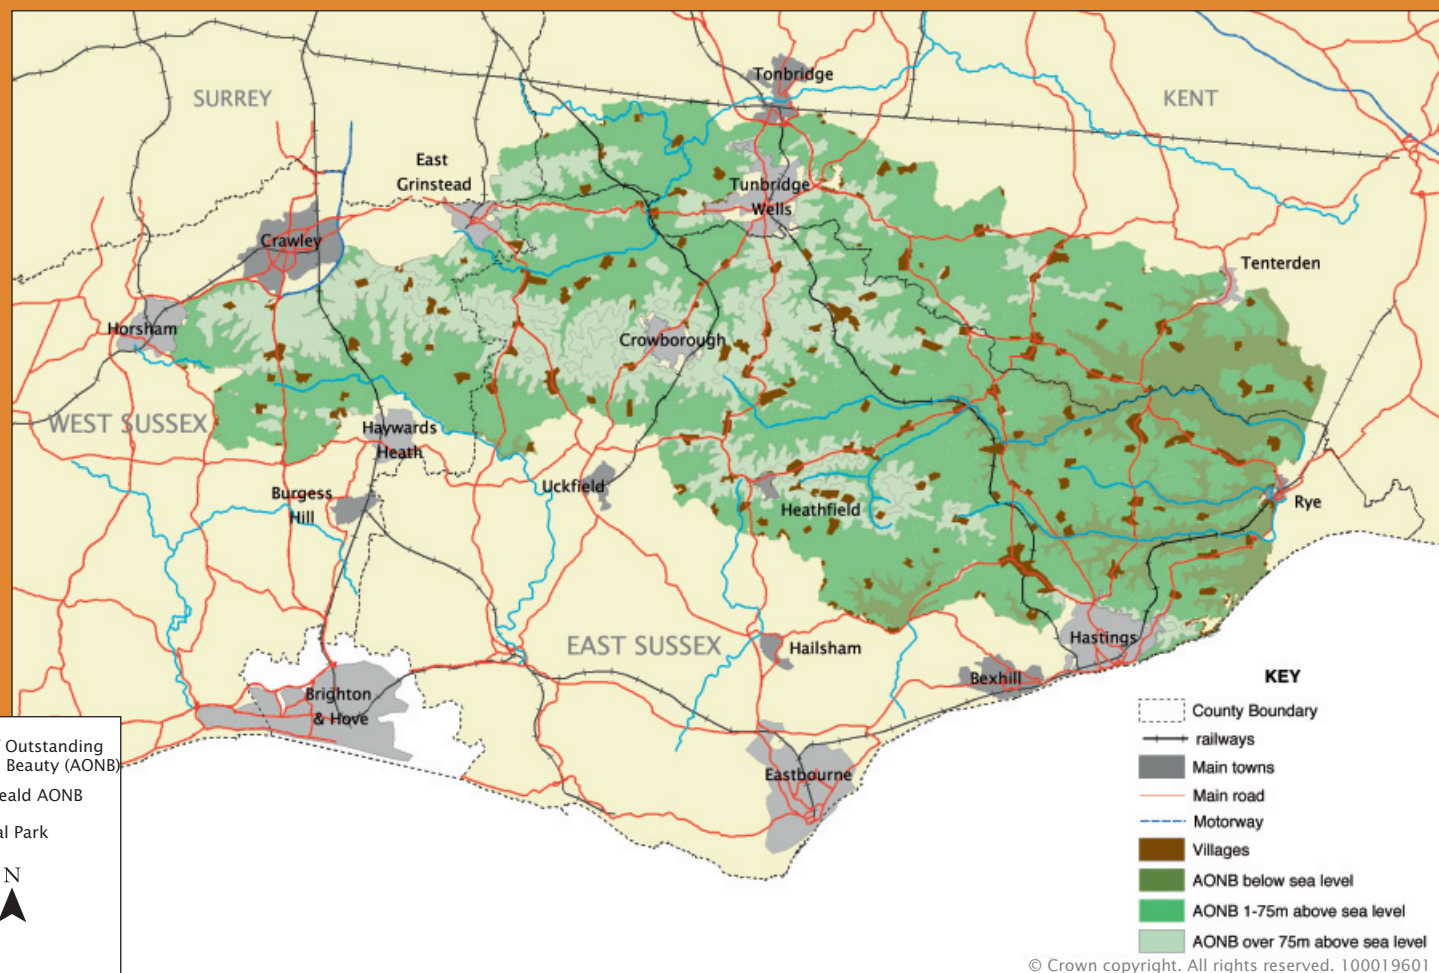 Tonbridge
SURREY
KENT
East
Grinstead
Tunbridge
Wells
Crawley
Tenterden
Horsham
Crowborough
WEST SUSSEX
Haywards
Heath
Uckfield
Burgess
Hill
Heathfield
Rye
EAST SUSSEX
Hailsham
Hastings
Bexhill
Brighton
& Hove
Eastbourne
Outstanding
Beauty (AONB)
eald AONB
al Park
N
KEY
County Boundary
railways
Main towns
Main road
Motorway
Villages
AONB below sea level
AONB 1-75m above sea level
AONB over 75m above sea level
© Crown copyright. All rights reserved. 100019601